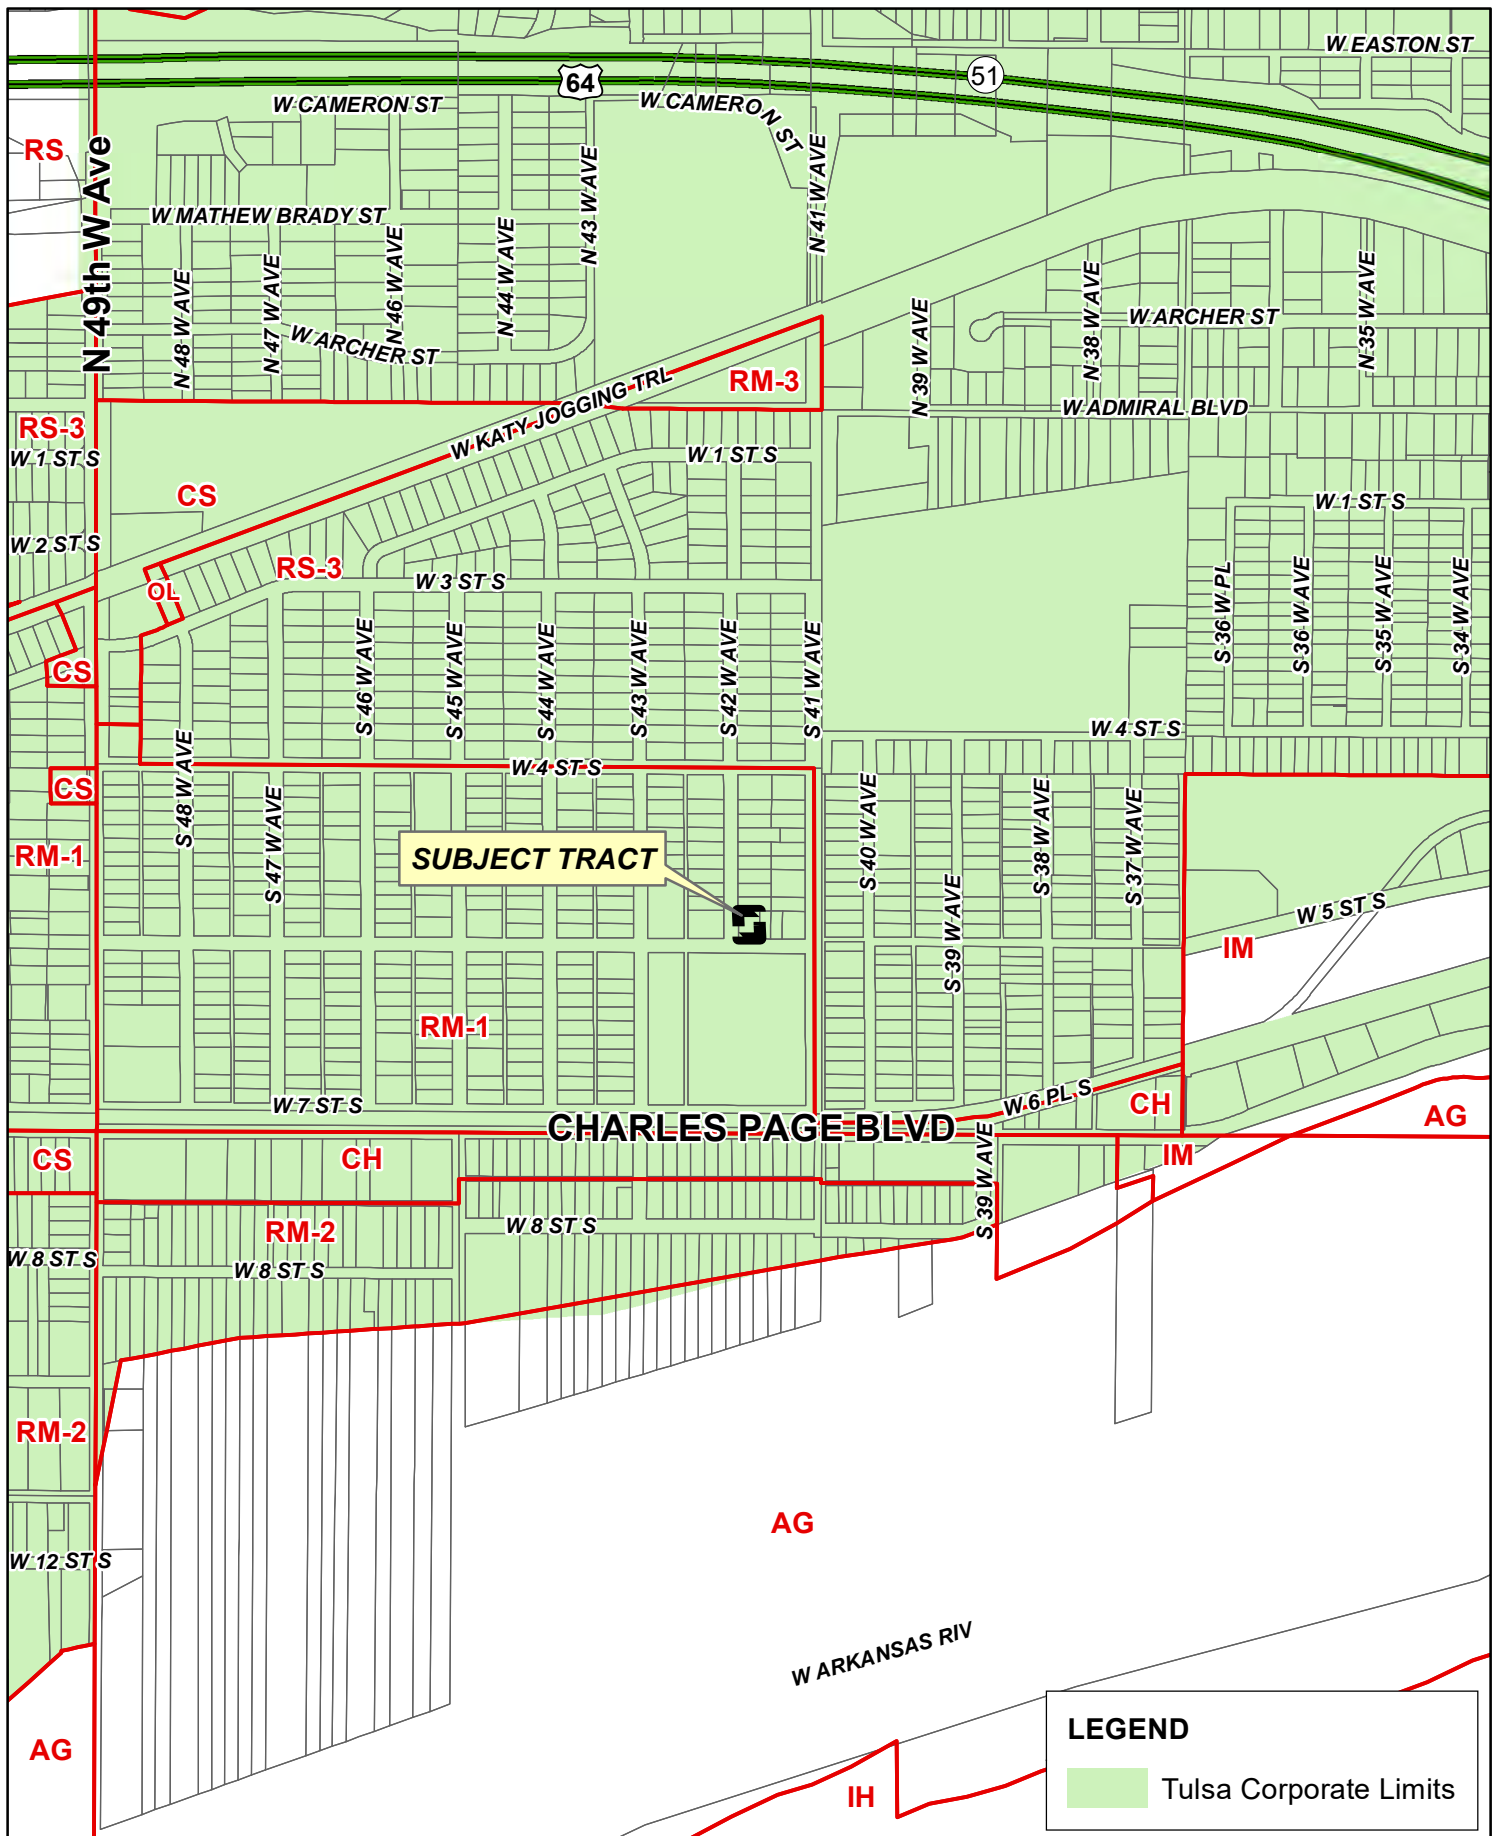 W EASTON ST
64
51
W CAMERON ST
W CAMERON ST
RS
N 49th W Ave
N 43 W AVE
N 41 W AVE
W MATHEW BRADY ST
N 48 W AVE
N 47 W AVE
N 46 W AVE
N 44 W AVE
N 39 W AVE
N 38 W AVE
N 35 W AVE
W ARCHER ST
W ARCHER ST
RM-3
W KATY JOGGING TRL
W ADMIRAL BLVD
RS-3
W 1 ST S
W 1 ST S
CS
W 1 ST S
W 2 ST S
RS-3
W 3 ST S
OL
S 46 W AVE
S 45 W AVE
S 44 W AVE
S 43 W AVE
S 42 W AVE
S 41 W AVE
S 36 W PL
S 36 W AVE
S 35 W AVE
S 34 W AVE
CS
W 4 ST S
W 4 ST S
CS
S 48 W AVE
S 47 W AVE
S 40 W AVE
S 39 W AVE
S 38 W AVE
S 37 W AVE
RM-1
SUBJECT TRACT
W 5 ST S
IM
RM-1
W 7 ST S
W 6 PL S
CH
AG
CHARLES PAGE BLVD
CS
CH
IM
S 39 W AVE
RM-2
W 8 ST S
W 8 ST S
W 8 ST S
RM-2
AG
W 12 ST S
W ARKANSAS RIV
AG
IH
LEGEND
Tulsa Corporate Limits